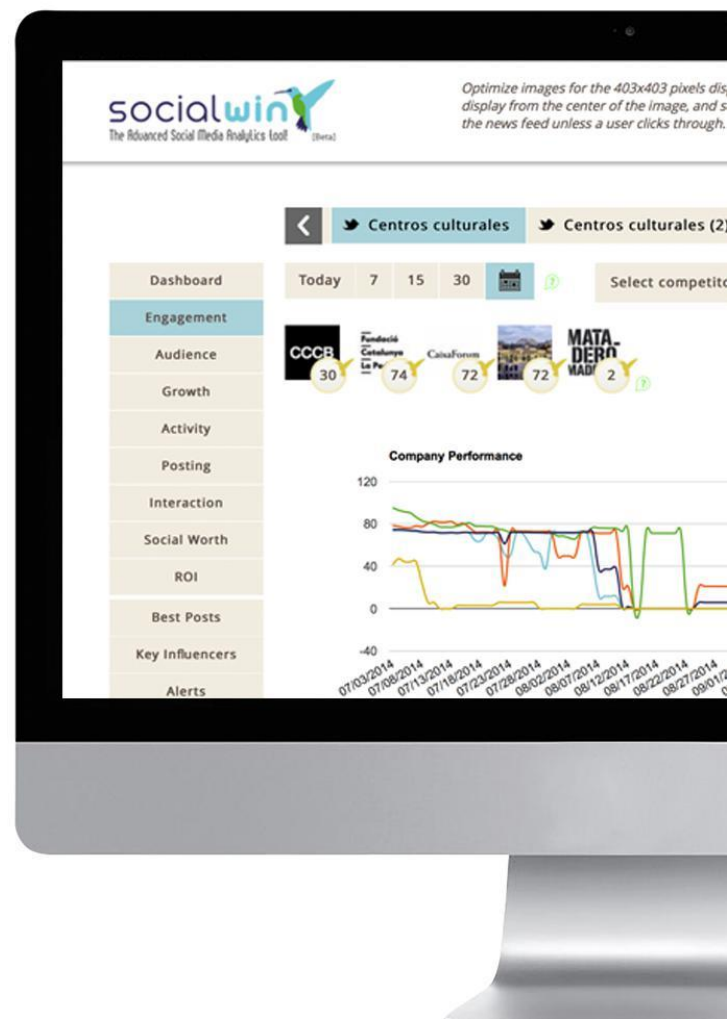 socialwin
The Advanced Social Media Analytics tool! [Beta]
Optimize images for the 403x403 pixels
display from the center of the image, and
the news feed unless a user clicks through.
Centros culturales
Centros culturales (2)
Dashboard
Engagement
Audience
Growth
Activity
Posting
Interaction
Social Worth
ROI
Best Posts
Key Influencers
Alerts
Today 7 15 30
?
Select
CCCB
30
Fundació
Catalunya
La
74
CaixaForum
72
72
MATA_
DERO
2
?
Company Performance
120
80
40
0
-40
07/03/2014
07/08/2014
07/13/2014
07/18/2014
07/23/2014
07/28/2014
08/02/2014
08/07/2014
08/12/2014
08/17/2014
08/22/2014
08/27/2014